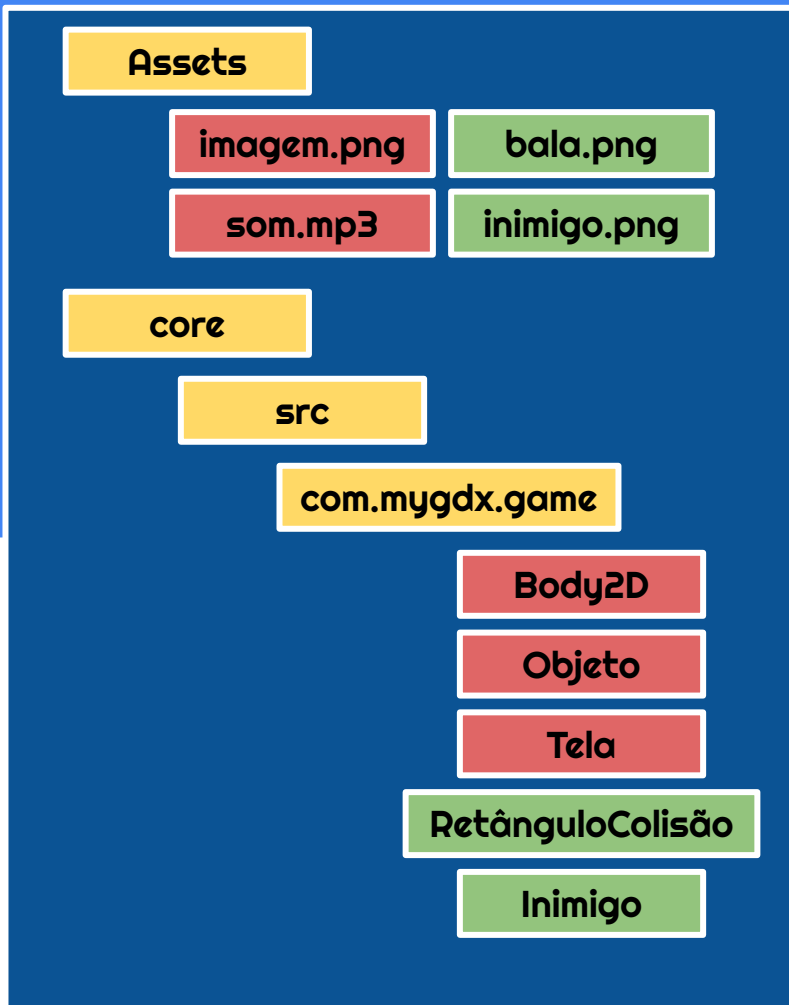 Assets
imagem.png bala.png
som.mp3 inimigo.png
core
src
com.mygdx.game
Body2D
Objeto
Tela
RetânguloColisão
Inimigo